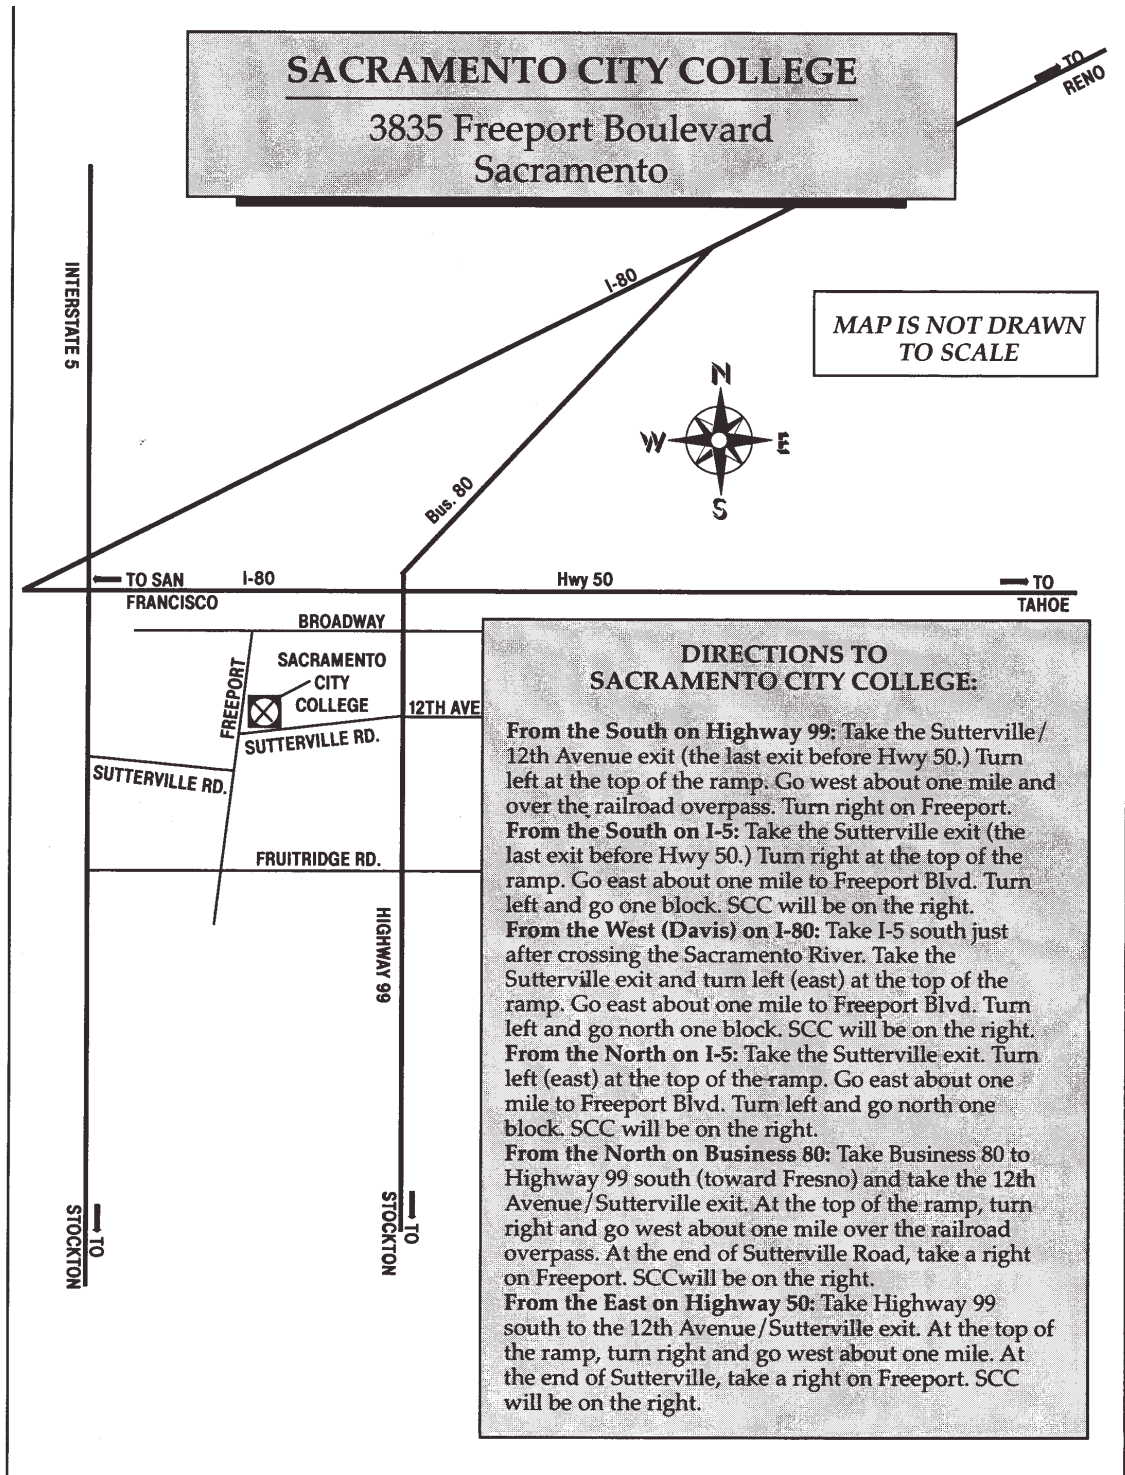 SACRAMENTO CITY COLLEGE
3835 Freeport Boulevard
Sacramento
TO
RENO
INTERSTATE 5
I-80
MAP IS NOT DRAWN
TO SCALE
N
W
E
S
Bus. 80
TO SAN
FRANCISCO
I-80
Hwy 50
TO
TAHOE
BROADWAY
FREEPORT
SACRAMENTO
CITY
COLLEGE
12TH AVE
SUTTERVILLE RD.
SUTTERVILLE RD.
FRUITRIDGE RD.
HIGHWAY 99
TO
STOCKTON
TO
STOCKTON
DIRECTIONS TO
SACRAMENTO CITY COLLEGE:
From the South on Highway 99: Take the Sutterville/
12th Avenue exit (the last exit before Hwy 50.) Turn
left at the top of the ramp. Go west about one mile and
over the railroad overpass. Turn right on Freeport.
From the South on I-5: Take the Sutterville exit (the
last exit before Hwy 50.) Turn right at the top of the
ramp. Go east about one mile to Freeport Blvd. Turn
left and go one block. SCC will be on the right.
From the West (Davis) on I-80: Take I-5 south just
after crossing the Sacramento River. Take the
Sutterville exit and turn left (east) at the top of the
ramp. Go east about one mile to Freeport Blvd. Turn
left and go north one block. SCC will be on the right.
From the North on I-5: Take the Sutterville exit. Turn
left (east) at the top of the ramp. Go east about one
mile to Freeport Blvd. Turn left and go north one
block. SCC will be on the right.
From the North on Business 80: Take Business 80 to
Highway 99 south (toward Fresno) and take the 12th
Avenue/Sutterville exit. At the top of the ramp, turn
right and go west about one mile over the railroad
overpass. At the end of Sutterville Road, take a right
on Freeport. SCCwill be on the right.
From the East on Highway 50: Take Highway 99
south to the 12th Avenue/Sutterville exit. At the top of
the ramp, turn right and go west about one mile. At
the end of Sutterville, take a right on Freeport. SCC
will be on the right.